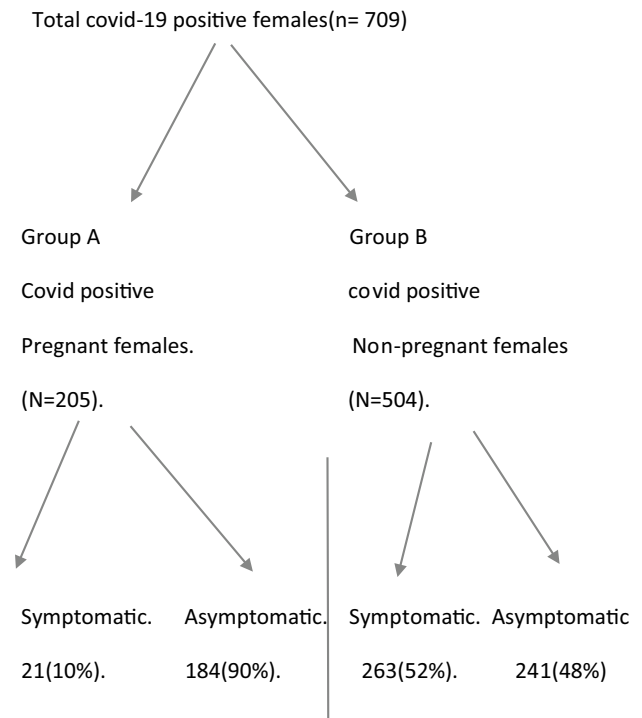 Total covid-19 positive females(n= 709)
Group A
Covid positive
Pregnant females.
(N=205).
Group B
covid positive
Non-pregnant females
(N=504).
Symptomatic.
21(10%).
Asymptomatic.
184(90%).
Symptomatic.
263(52%).
Asymptomatic
241(48%)